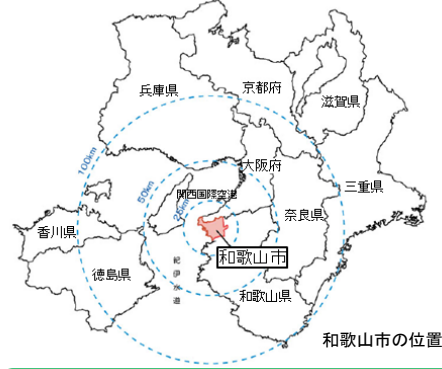 兵庫県
京都府
滋賀県
100km
大阪府
50km
関西国際空港
25km
三重県
奈良県
香川県
和歌山市
徳島県
紀伊水道
和歌山県
和歌山市の位置